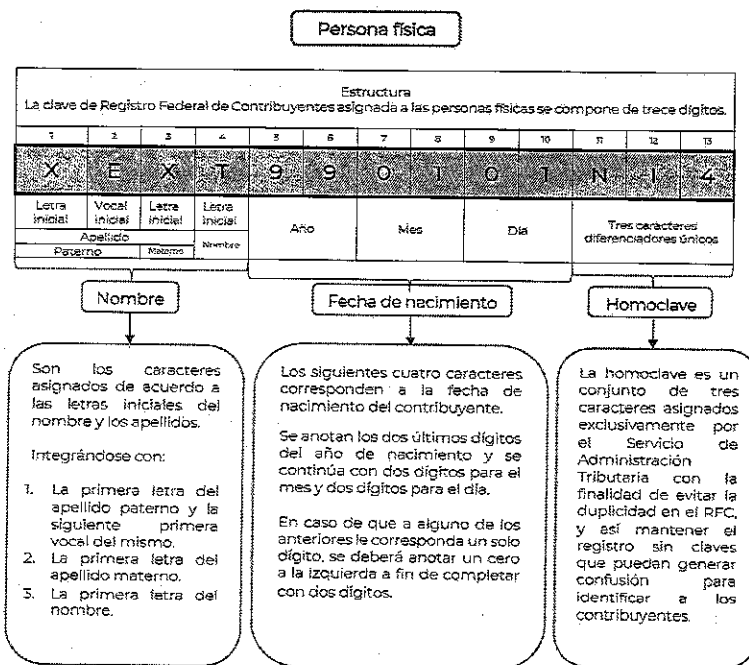 Persona física
Estructura
La clave de Registro Federal de Contribuyentes asignada a las personas físicas se compone de trece dígitos.
1 2 3 4 5 6 7 8 9 10 11 12 13
X E X T 9 9 0 1 0 1 N I 4
Letra inicial
Vocal inicial
Letra inicial
Letra inicial
Apellido
Paterno
Materno
Nombre
Año
Mes
Día
Tres caracteres
diferenciadores únicos
Nombre
Fecha de nacimiento
Homoclave
Son los caracteres
asignados de acuerdo a
las letras iniciales del
nombre y los apellidos.
Integrándose con:
1. La primera letra del
apellido paterno y la
siguiente primera
vocal del mismo.
2. La primera letra del
apellido materno.
3. La primera letra del
nombre.
Los siguientes cuatro caracteres
corresponden a la fecha de
nacimiento del contribuyente.
Se anotan los dos últimos dígitos
del año de nacimiento y se
continúa con dos dígitos para el
mes y dos dígitos para el día.
En caso de que a alguno de los
anteriores le corresponda un solo
dígito, se deberá anotar un cero
a la izquierda a fin de completar
con dos dígitos.
La homoclave es un
conjunto de tres
caracteres asignados
exclusivamente por
el Servicio de
Administración
Tributaria con la
finalidad de evitar la
duplicidad en el RFC,
y así mantener el
registro sin claves
que puedan generar
confusión para
identificar a los
contribuyentes.